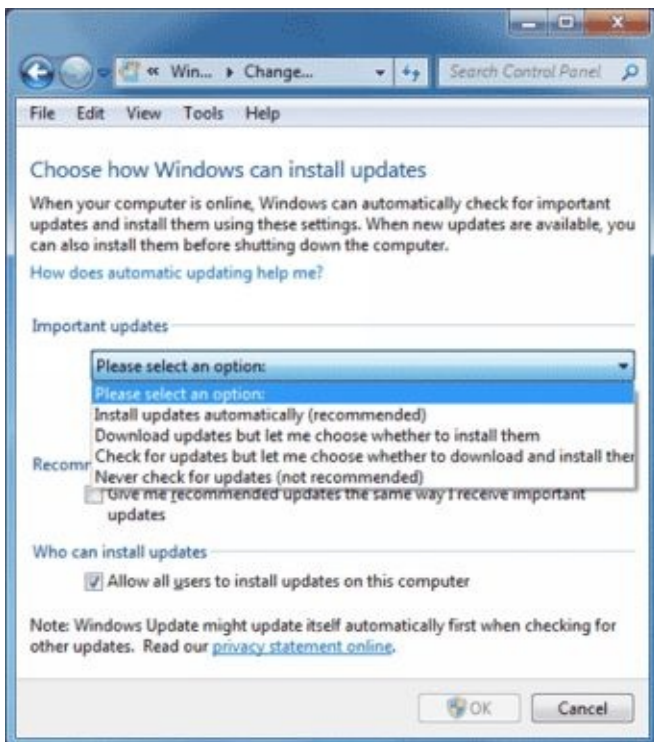 « Win... Change... Search Control Panel
File Edit View Tools Help
Choose how Windows can install updates
When your computer is online, Windows can automatically check for important
updates and install them using these settings. When new updates are available, you
can also install them before shutting down the computer.
How does automatic updating help me?
Important updates
Please select an option:
Please select an option:
Install updates automatically (recommended)
Download updates but let me choose whether to install them
Check for updates but let me choose whether to download and install ther
Recomr
Never check for updates (not recommended)
Give me recommended updates the same way I receive important
updates
Who can install updates
Allow all users to install updates on this computer
Note: Windows Update might update itself automatically first when checking for
other updates. Read our privacy statement online.
OK Cancel